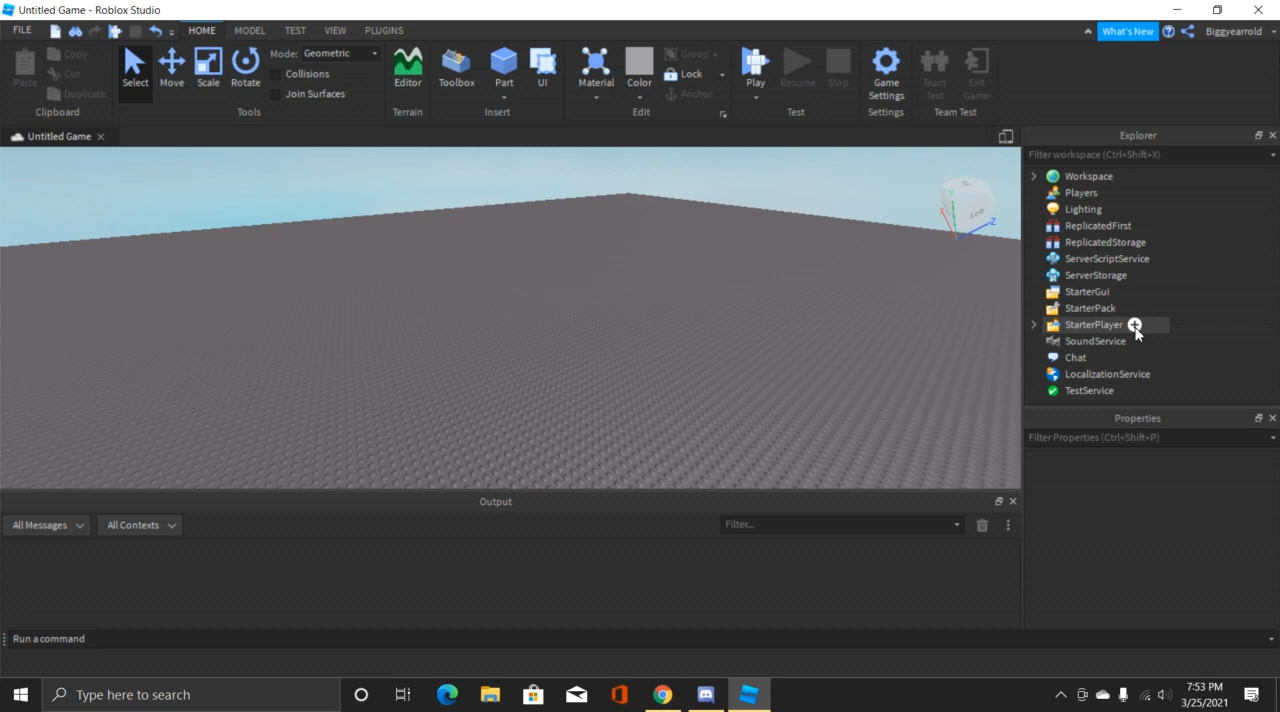 Untitled Game - Roblox Studio
FILE HOME MODEL TEST VIEW PLUGINS What's New Biggyearrold
Paste Copy Cut Duplicate Clipboard
Select Move Scale Rotate Mode: Geometric Collisions Join Surfaces Tools
Editor Terrain
Toolbox Part UI Insert
Material Color Group Lock Anchor Edit
Play Resume Stop Test
Game Settings Settings
Team Test Exit Game Team Test
Untitled Game
Left
X
Y
Z
Explorer
Filter workspace (Ctrl+Shift+X)
Workspace
Players
Lighting
ReplicatedFirst
ReplicatedStorage
ServerScriptService
ServerStorage
StarterGui
StarterPack
StarterPlayer
SoundService
Chat
LocalizationService
TestService
Properties
Filter Properties (Ctrl+Shift+P)
Output
All Messages All Contexts Filter...
Run a command
Type here to search
7:53 PM
3/25/2021